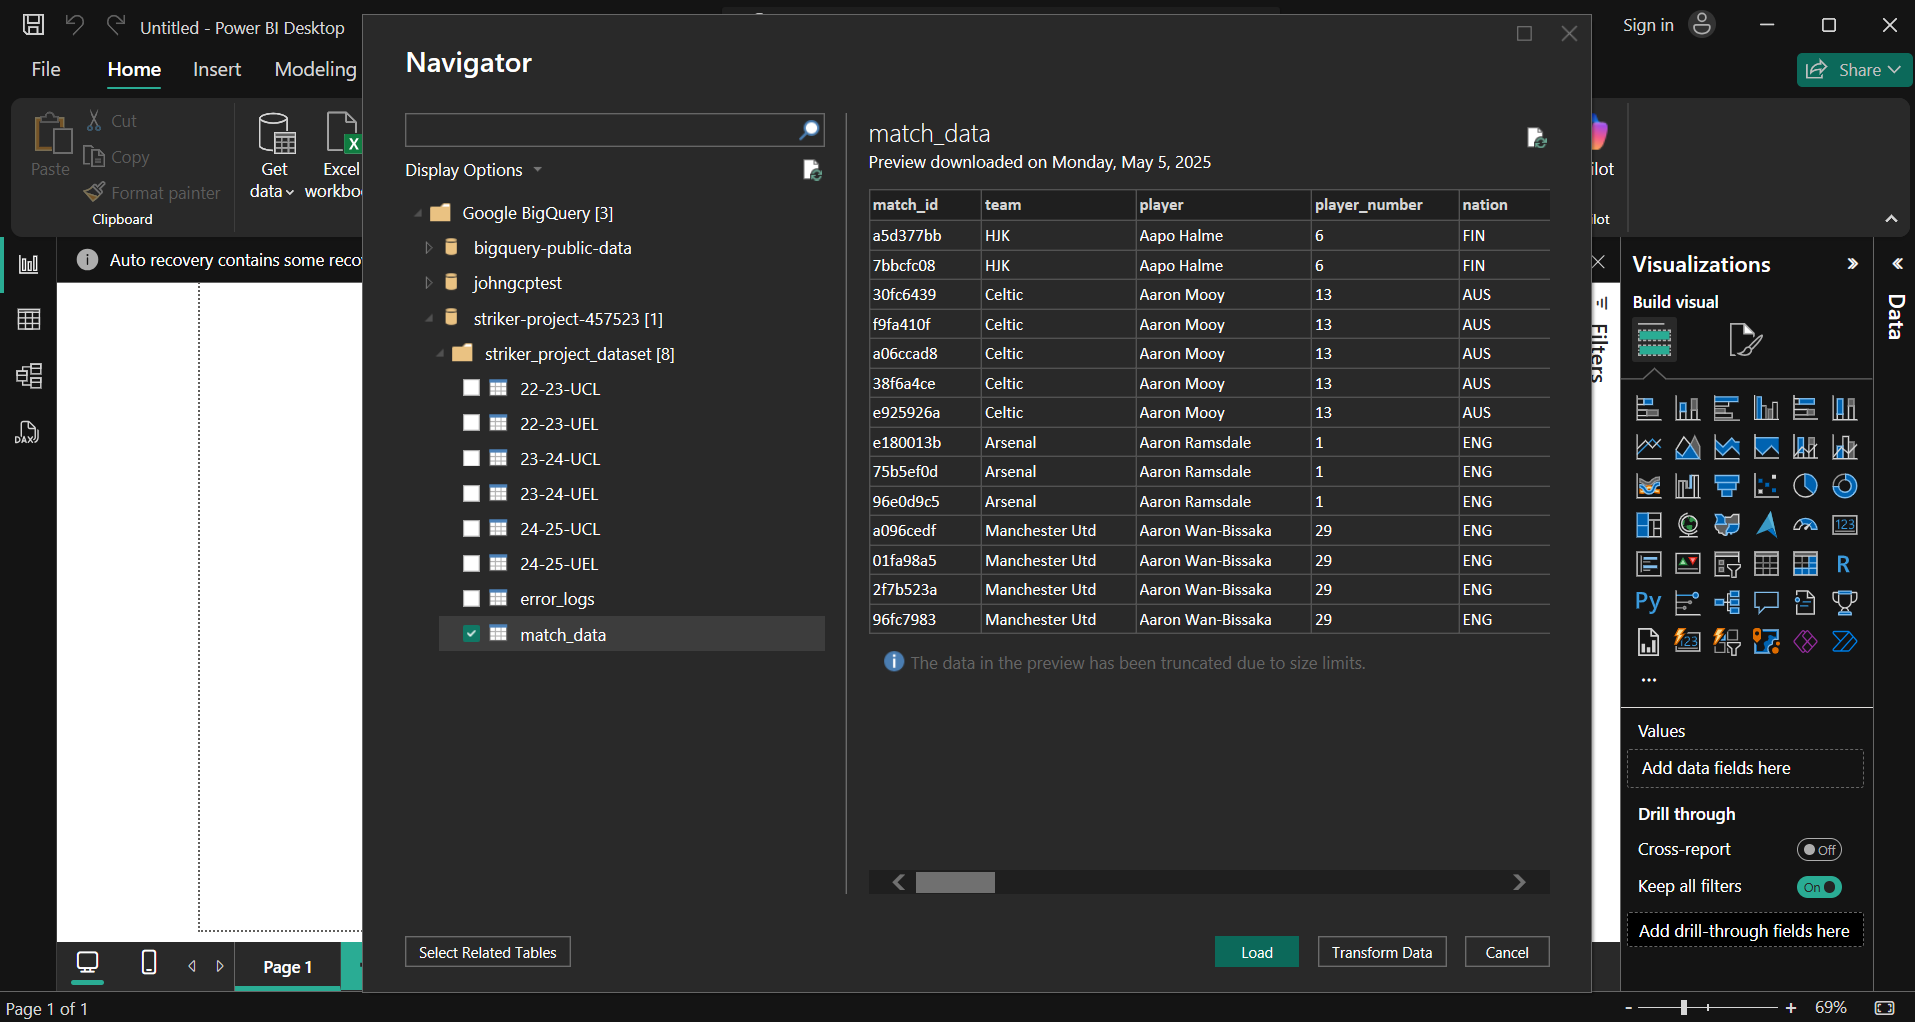 Untitled - Power BI Desktop
Sign in
File
Home
Insert
Modeling
Share
Paste
Cut
Copy
Format painter
Clipboard
Get data
Excel
Auto recovery contains some
Navigator
Display Options
Google BigQuery [3]
bigquery-public-data
johngcptest
striker-project-457523 [1]
striker_project_dataset [8]
22-23-UCL
22-23-UEL
23-24-UCL
23-24-UEL
24-25-UCL
24-25-UEL
error_logs
match_data
Select Related Tables
match_data
Preview downloaded on Monday, May 5, 2025
match_id team player player_number nation
a5d377bb HJK Aapo Halme 6 FIN
7bbcfc08 HJK Aapo Halme 6 FIN
30fc6439 Celtic Aaron Mooy 13 AUS
f9fa410f Celtic Aaron Mooy 13 AUS
a06ccad8 Celtic Aaron Mooy 13 AUS
38f6a4ce Celtic Aaron Mooy 13 AUS
e925926a Celtic Aaron Mooy 13 AUS
e180013b Arsenal Aaron Ramsdale 1 ENG
75b5ef0d Arsenal Aaron Ramsdale 1 ENG
96e0d9c5 Arsenal Aaron Ramsdale 1 ENG
a096cedf Manchester Utd Aaron Wan-Bissaka 29 ENG
01fa98a5 Manchester Utd Aaron Wan-Bissaka 29 ENG
2f7b523a Manchester Utd Aaron Wan-Bissaka 29 ENG
96fc7983 Manchester Utd Aaron Wan-Bissaka 29 ENG
The data in the preview has been truncated due to size limits.
Load
Transform Data
Cancel
Filters
Visualizations
Build visual
123
R
Py
123
Values
Add data fields here
Drill through
Cross-report
Off
Keep all filters
On
Add drill-through fields here
Data
DAX
Page 1
Page 1 of 1
- + 69%